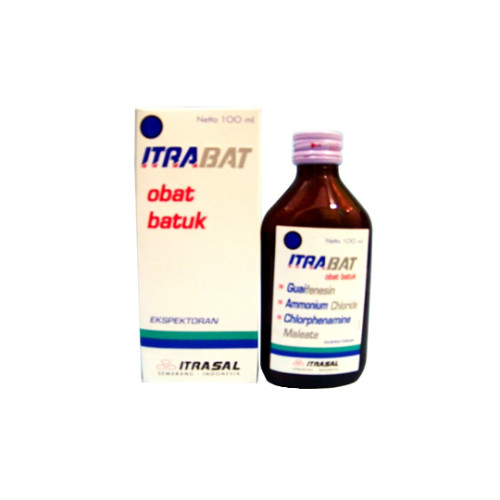 Netto 100 ml
ITRABAT
obat
batuk
EKSPEKTORAN
ITRASAL
SEMARANG - INDONESIA
Netto 100 ml
ITRABAT
obat batuk
Guaifenesin
Ammonium Chloride
Chlorphenamine
Maleate
ITRASAL